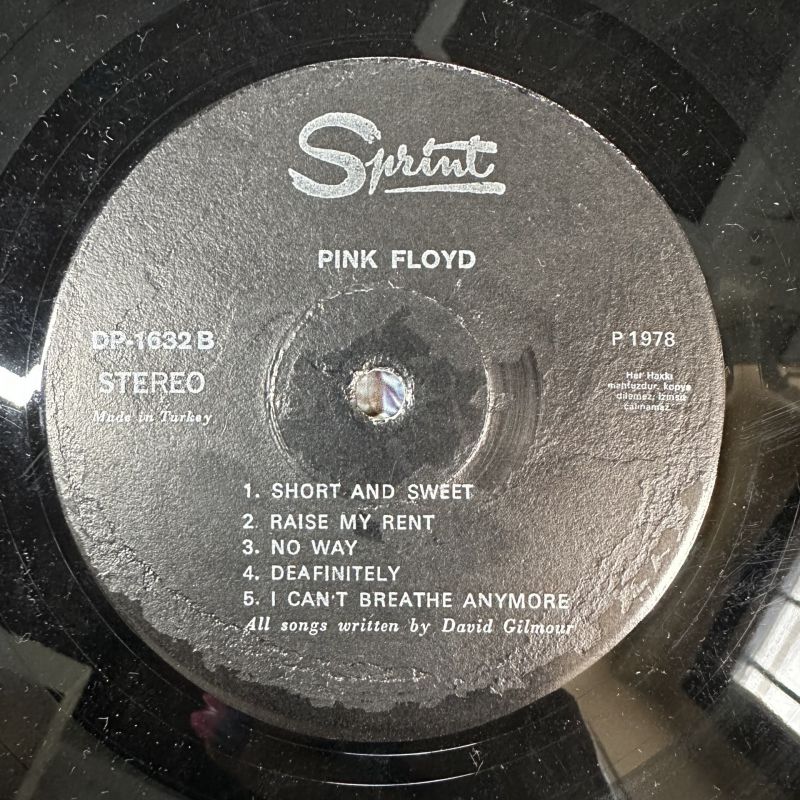 Sprint
PINK FLOYD
DP-1632 B
STEREO
Made in Turkey
P 1978
Her Hakkı
mahfuzdur, kopye
dilemez, izinsiz
çalınamaz
1. SHORT AND SWEET
2 RAISE MY RENT
3. NO WAY
4. DEAFINITELY
5. I CAN'T BREATHE ANYMORE
All songs written by David Gilmour